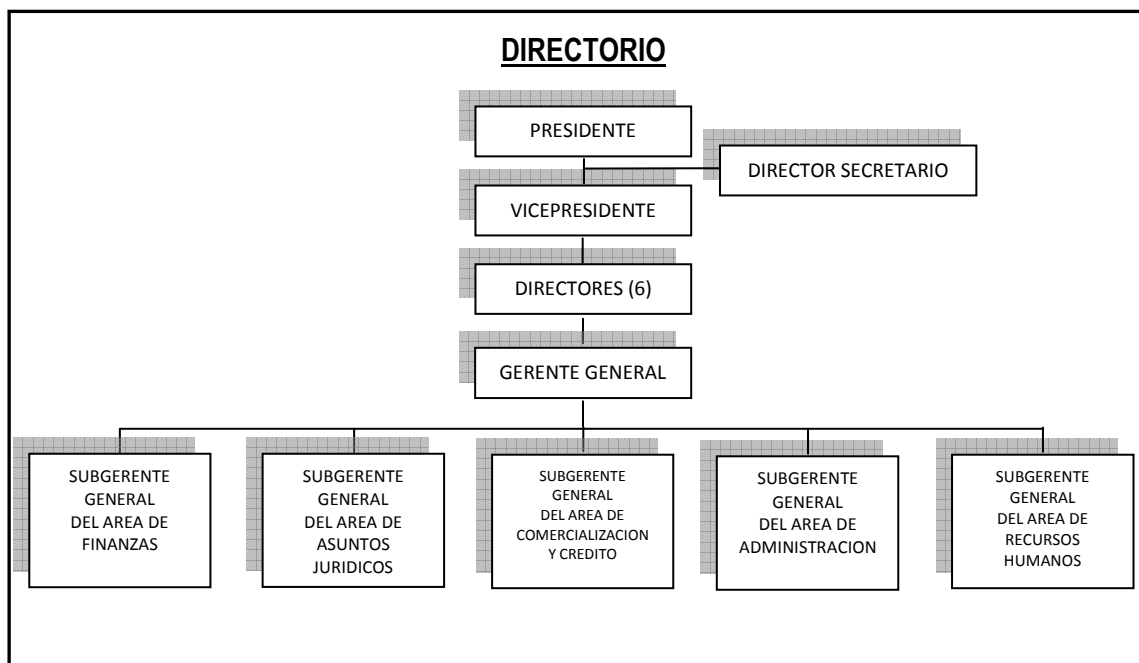 DIRECTORIO
PRESIDENTE
DIRECTOR SECRETARIO
VICEPRESIDENTE
DIRECTORES (6)
GERENTE GENERAL
SUBGERENTE
GENERAL
DEL AREA DE
FINANZAS
SUBGERENTE
GENERAL
DEL AREA DE
ASUNTOS
JURIDICOS
SUBGERENTE
GENERAL
DEL AREA DE
COMERCIALIZACION
Y CREDITO
SUBGERENTE
GENERAL
DEL AREA DE
ADMINISTRACION
SUBGERENTE
GENERAL
DEL AREA DE
RECURSOS
HUMANOS